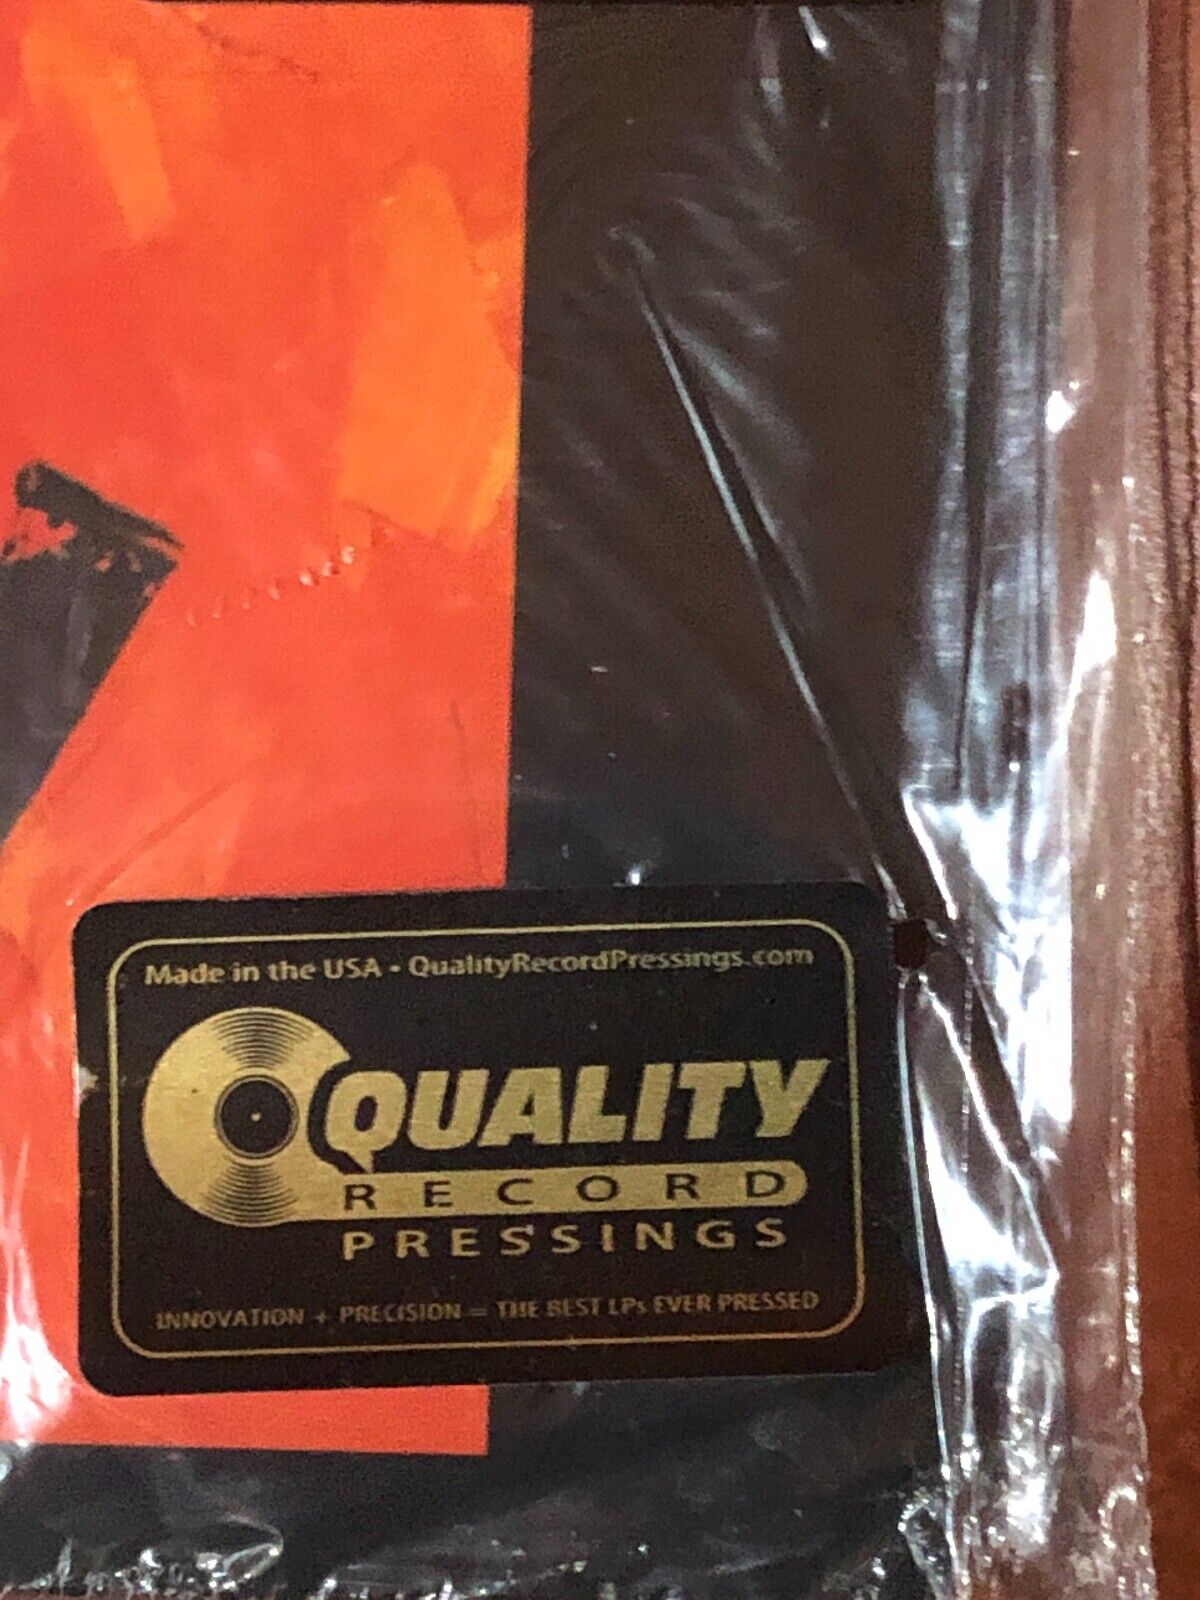 Made in the USA • QualityRecordPressings.com
QUALITY
RECORD
PRESSINGS
INNOVATION + PRECISION = THE BEST LPs EVER PRESSED